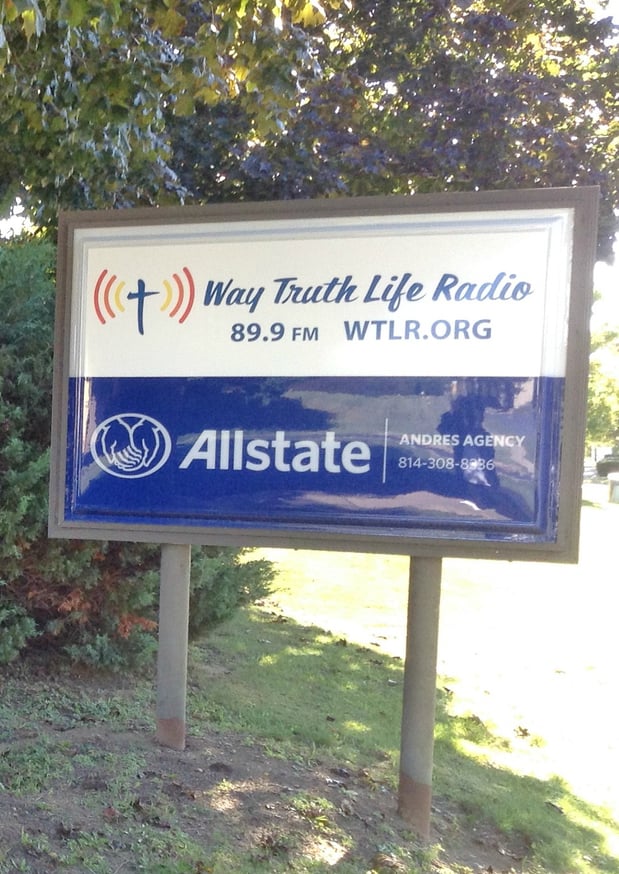 Way Truth Life Radio
89.9 FM WTLR.ORG
Allstate
ANDRES AGENCY
814-308-8336